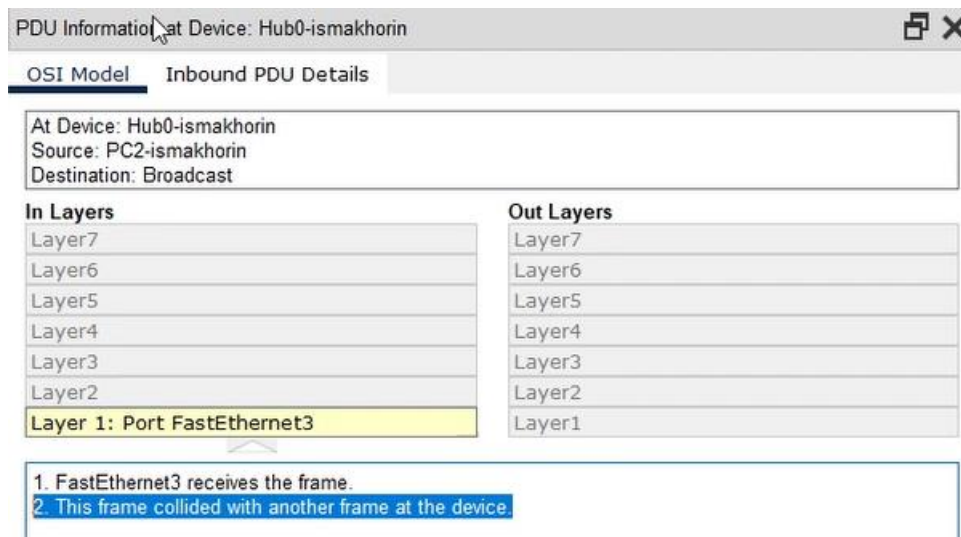 PDU Information at Device: Hub0-ismakhorin
OSI Model Inbound PDU Details
At Device: Hub0-ismakhorin
Source: PC2-ismakhorin
Destination: Broadcast
In Layers
Layer7
Layer6
Layer5
Layer4
Layer3
Layer2
Layer 1: Port FastEthernet3
Out Layers
Layer7
Layer6
Layer5
Layer4
Layer3
Layer2
Layer1
1. FastEthernet3 receives the frame.
2. This frame collided with another frame at the device.